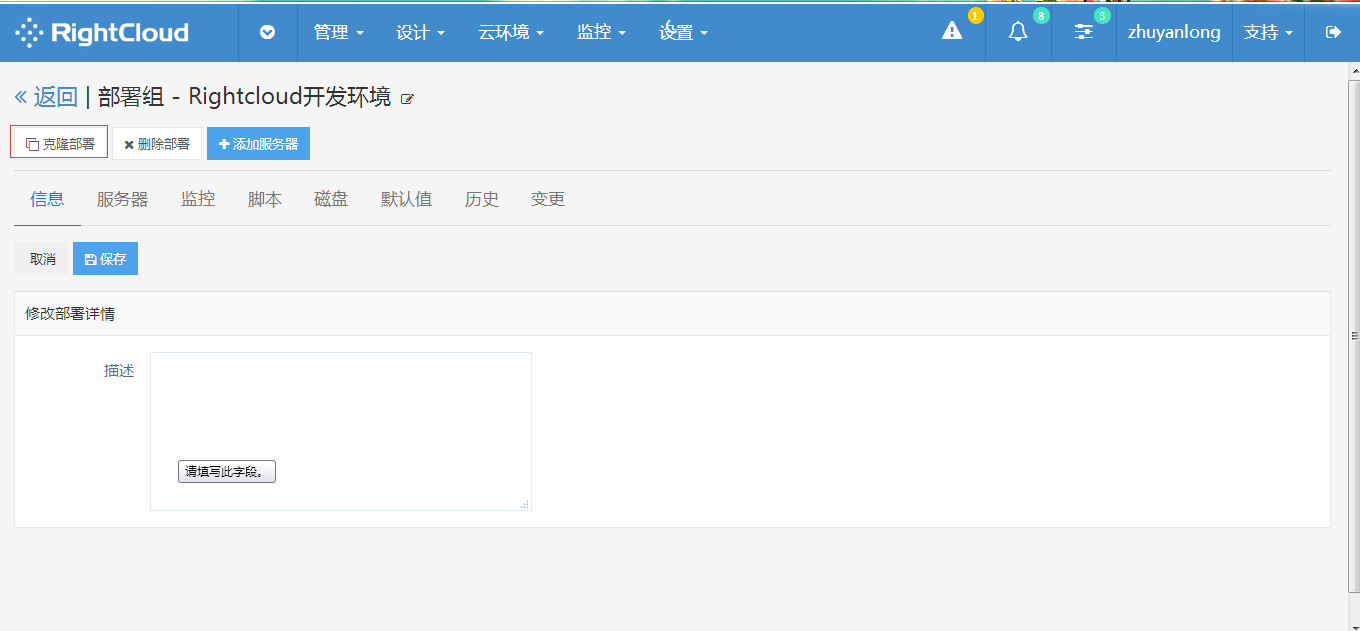 RightCloud 管理 设计 云环境 监控 设置 1 8 3 zhuyanlong 支持
« 返回 | 部署组 - Rightcloud开发环境
克隆部署 删除部署 添加服务器
信息 服务器 监控 脚本 磁盘 默认值 历史 变更
取消 保存
修改部署详情
描述
请填写此字段。